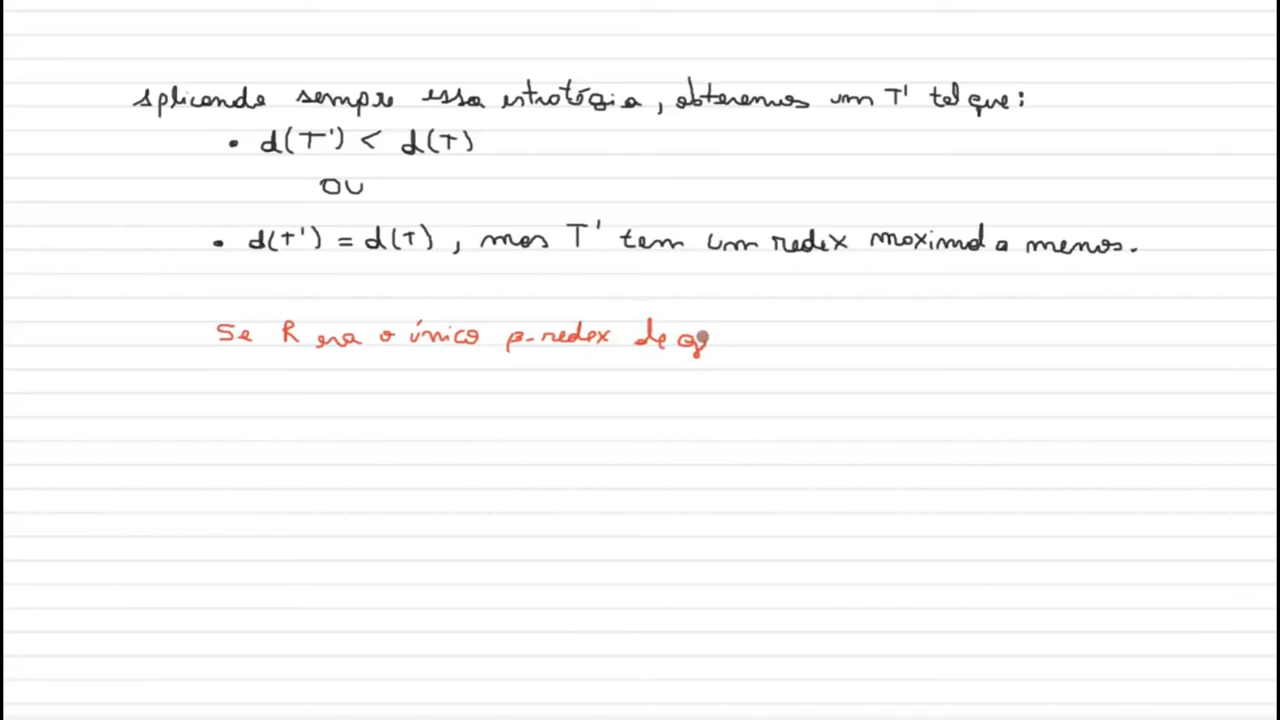 Aplicando sempre essa estratégia, obteremos um T' tal que:
• d(T') < d(T)
OU
• d(T') = d(T), mas T' tem um redex maximal a menos.
Se R era o único β-redex de g